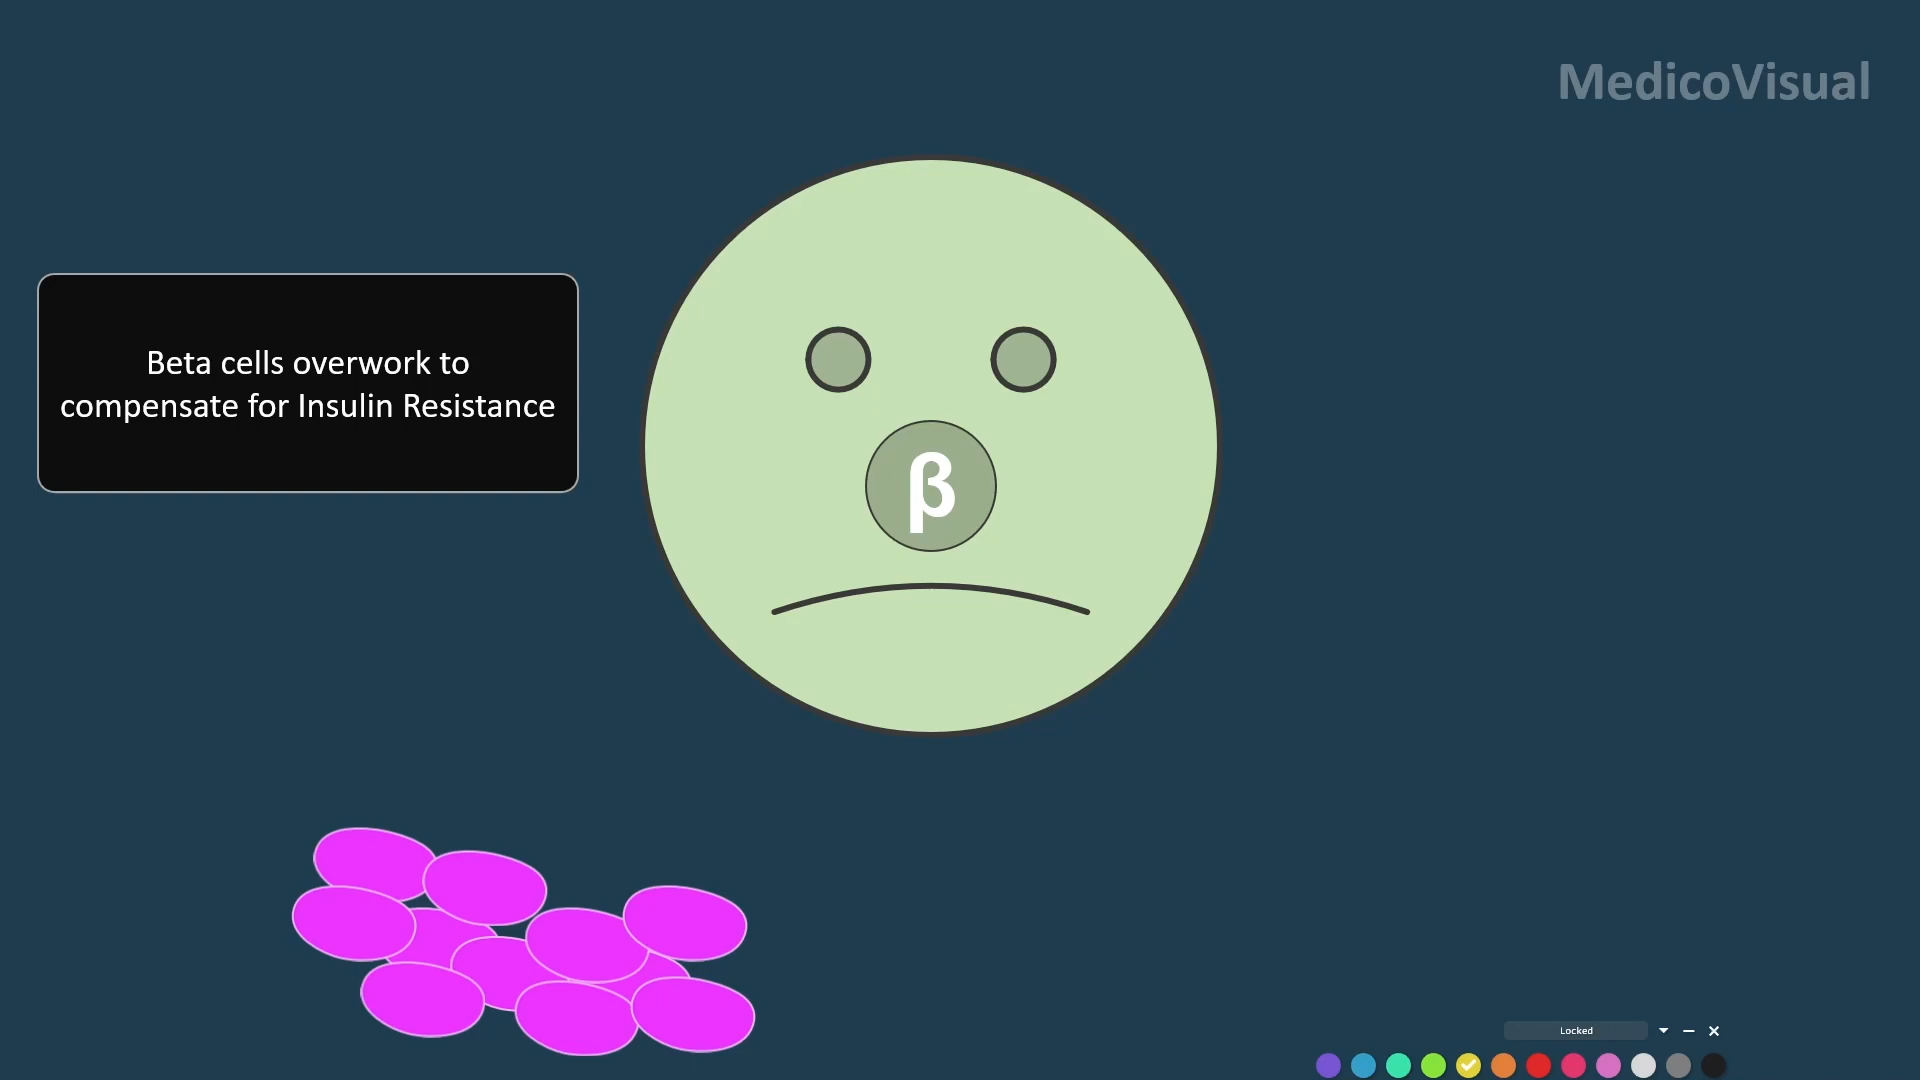 MedicoVisual
Beta cells overwork to
compensate for Insulin Resistance
β
Locked